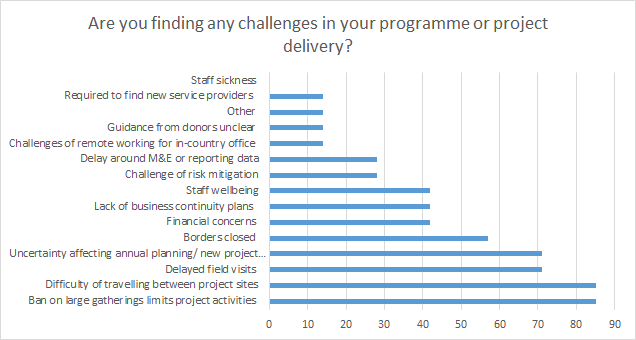 Are you finding any challenges in your programme or project
delivery?
Staff sickness
Required to find new service providers
Other
Guidance from donors unclear
Challenges of remote working for in-country office
Delay around M&E or reporting data
Challenge of risk mitigation
Staff wellbeing
Lack of business continuity plans
Financial concerns
Borders closed
Uncertainty affecting annual planning/ new project...
Delayed field visits
Difficulty of travelling between project sites
Ban on large gatherings limits project activities
0 10 20 30 40 50 60 70 80 90